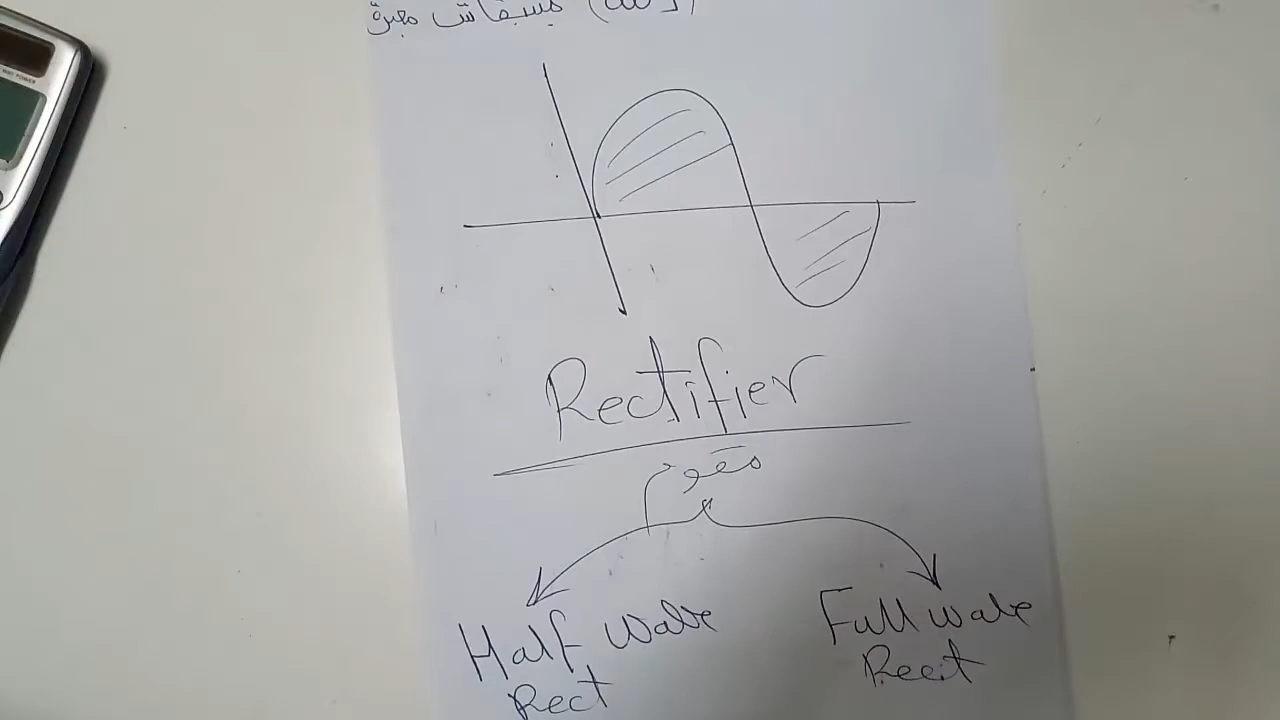 Rectifier
مقوم
Half wave
Rect
Full wave
Rect